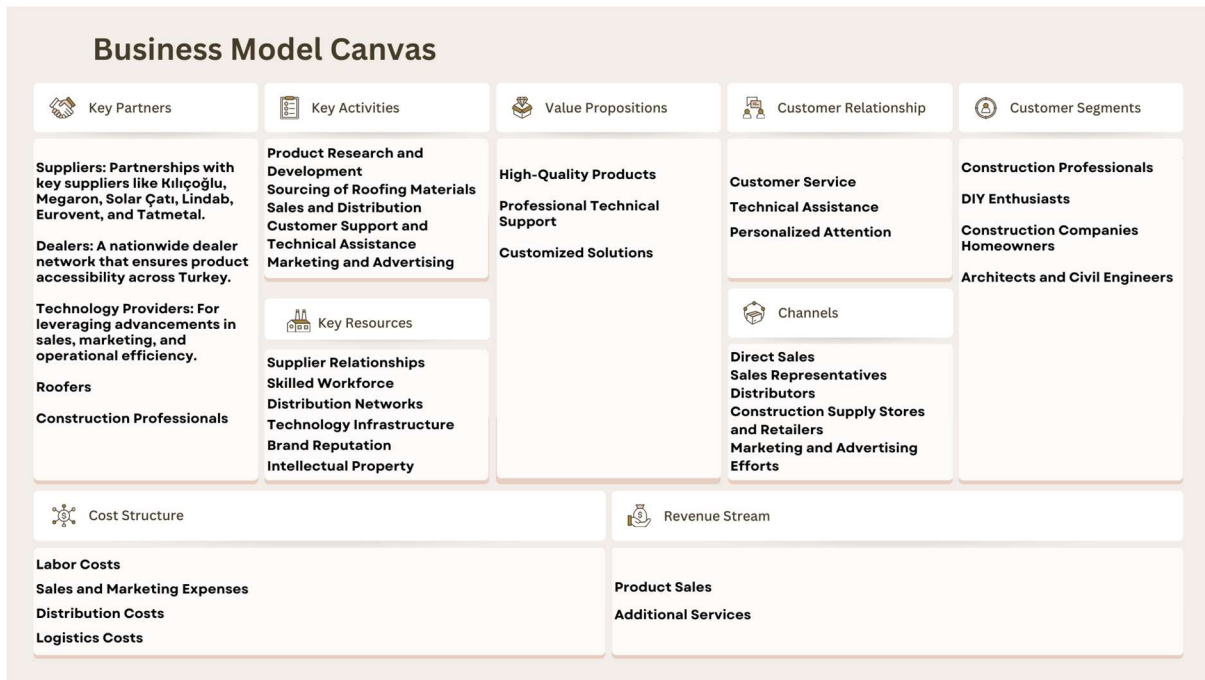 Business Model Canvas
Key Partners
Suppliers: Partnerships with
key suppliers like Kılıçoğlu,
Megaron, Solar Çatı, Lindab,
Eurovent, and Tatmetal.
Dealers: A nationwide dealer
network that ensures product
accessibility across Turkey.
Technology Providers: For
leveraging advancements in
sales, marketing, and
operational efficiency.
Roofers
Construction Professionals
Key Activities
Product Research and
Development
Sourcing of Roofing Materials
Sales and Distribution
Customer Support and
Technical Assistance
Marketing and Advertising
Key Resources
Supplier Relationships
Skilled Workforce
Distribution Networks
Technology Infrastructure
Brand Reputation
Intellectual Property
Value Propositions
High-Quality Products
Professional Technical
Support
Customized Solutions
Customer Relationship
Customer Service
Technical Assistance
Personalized Attention
Channels
Direct Sales
Sales Representatives
Distributors
Construction Supply Stores
and Retailers
Marketing and Advertising
Efforts
Customer Segments
Construction Professionals
DIY Enthusiasts
Construction Companies
Homeowners
Architects and Civil Engineers
Cost Structure
Labor Costs
Sales and Marketing Expenses
Distribution Costs
Logistics Costs
Revenue Stream
Product Sales
Additional Services